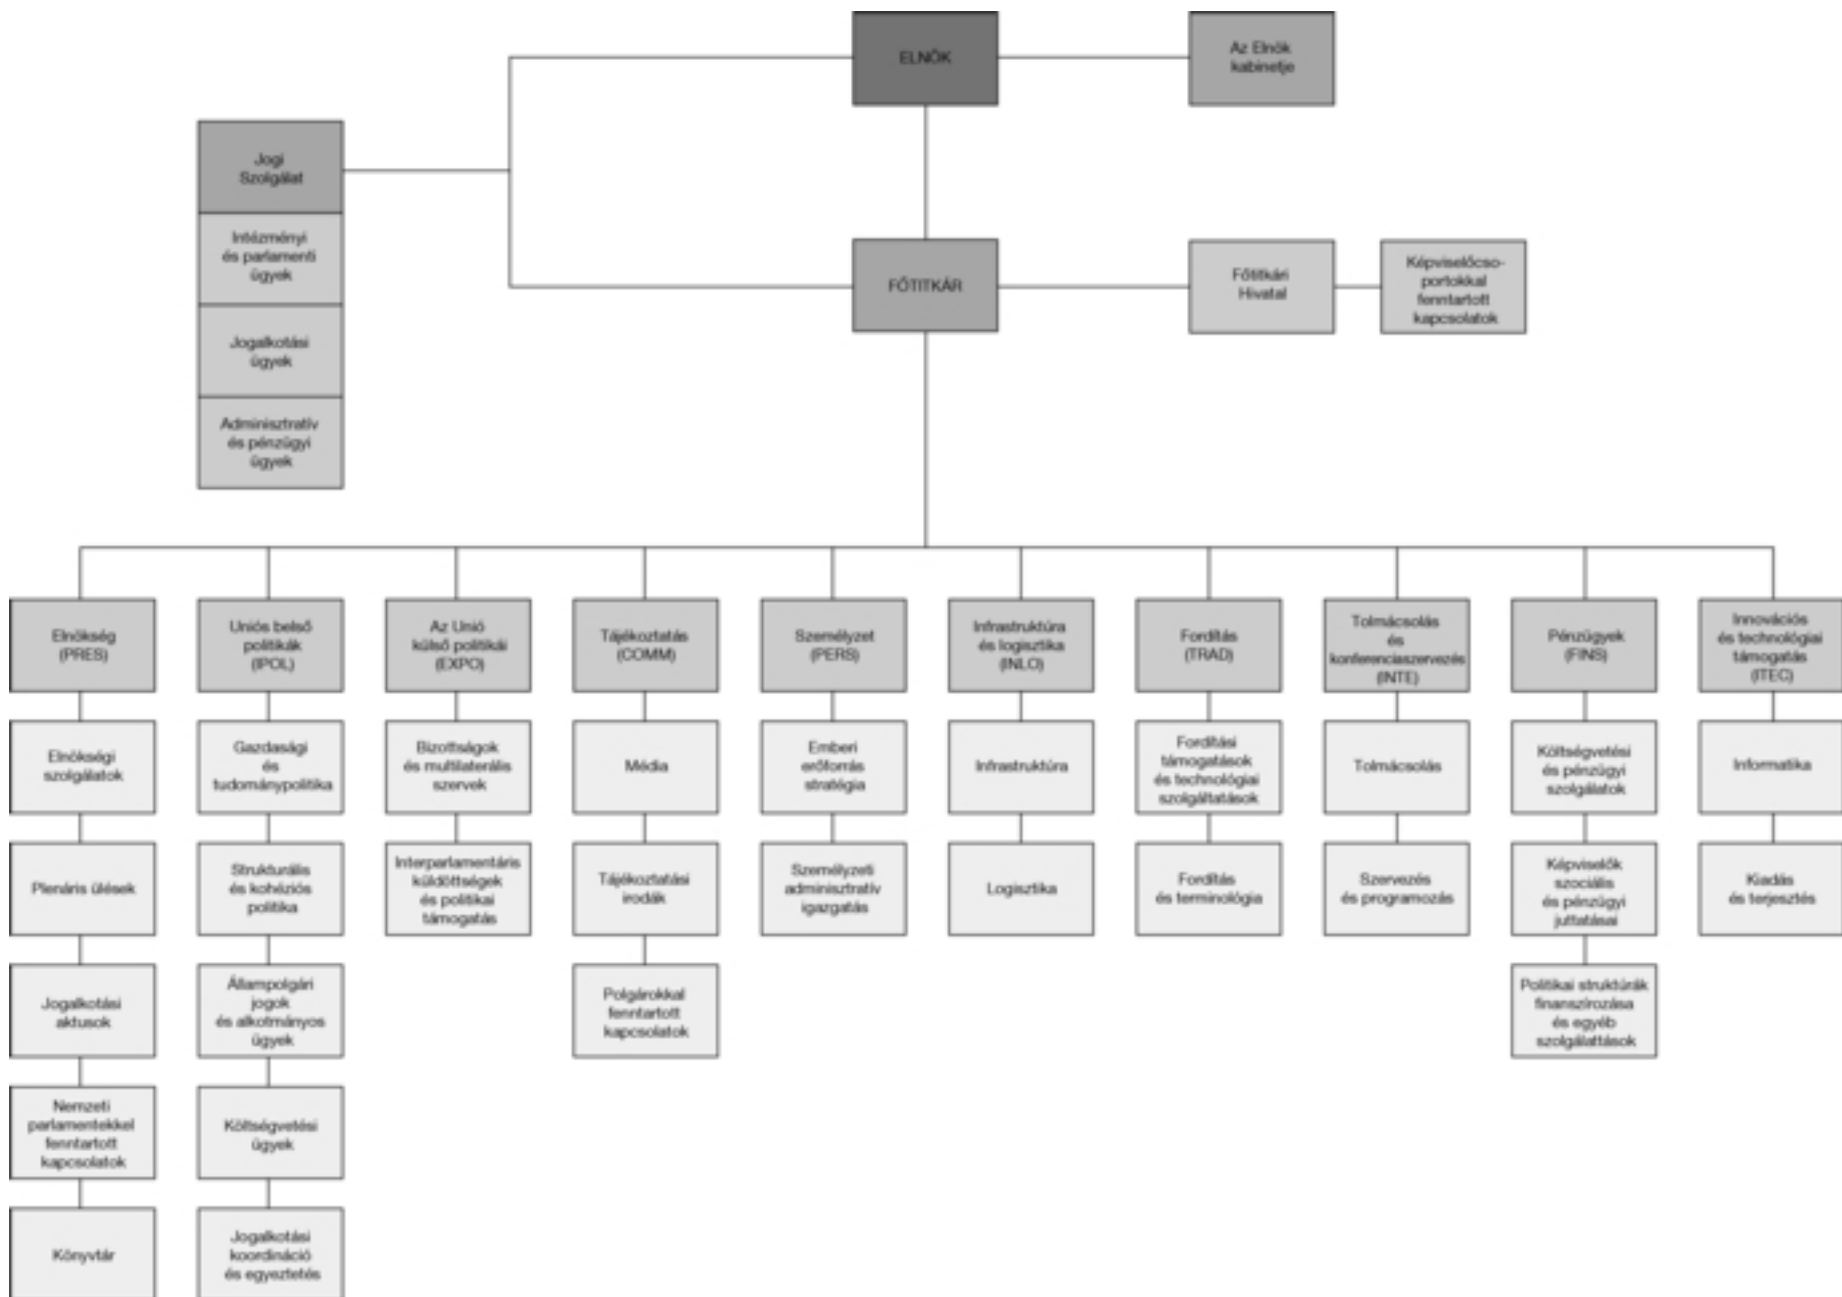 ELNÖK
Az Elnök
kabinetje
Jogi
Szolgálat
Intézményi
és parlamenti
ügyek
Jogalkotási
ügyek
Adminisztratív
és pénzügyi
ügyek
FŐTITKÁR
Főtitkári
Hivatal
Képviselőcso-
portokkal
fenntartott
kapcsolatok
Elnökség
(PRES)
Elnökségi
szolgálatok
Plenáris ülések
Jogalkotási
aktusok
Nemzeti
parlamentekkel
fenntartott
kapcsolatok
Könyvtár
Uniós belső
politikák
(IPOL)
Gazdasági
és
tudománypolitika
Strukturális
és kohéziós
politika
Állampolgári
jogok
és alkotmányos
ügyek
Költségvetési
ügyek
Jogalkotási
koordináció
és egyeztetés
Az Unió
külső politikái
(EXPO)
Bizottságok
és multilaterális
szervek
Interparlamentáris
küldöttségek
és politikai
támogatás
Tájékoztatás
(COMM)
Média
Tájékoztatási
irodák
Polgárokkal
fenntartott
kapcsolatok
Személyzet
(PERS)
Emberi
erőforrás
stratégia
Személyzeti
adminisztratív
igazgatás
Infrastruktúra
és logisztika
(INLO)
Infrastruktúra
Logisztika
Fordítás
(TRAD)
Fordítási
támogatások
és technológiai
szolgáltatások
Fordítás
és terminológia
Tolmácsolás
és
konferenciaszervezés
(INTE)
Tolmácsolás
Szervezés
és programozás
Pénzügyek
(FINS)
Költségvetési
és pénzügyi
szolgálatok
Képviselők
szociális
és pénzügyi
juttatásai
Politikai struktúrák
finanszírozása
és egyéb
szolgálattások
Innovációs
és technológiai
támogatás
(ITEC)
Informatika
Kiadás
és terjesztés